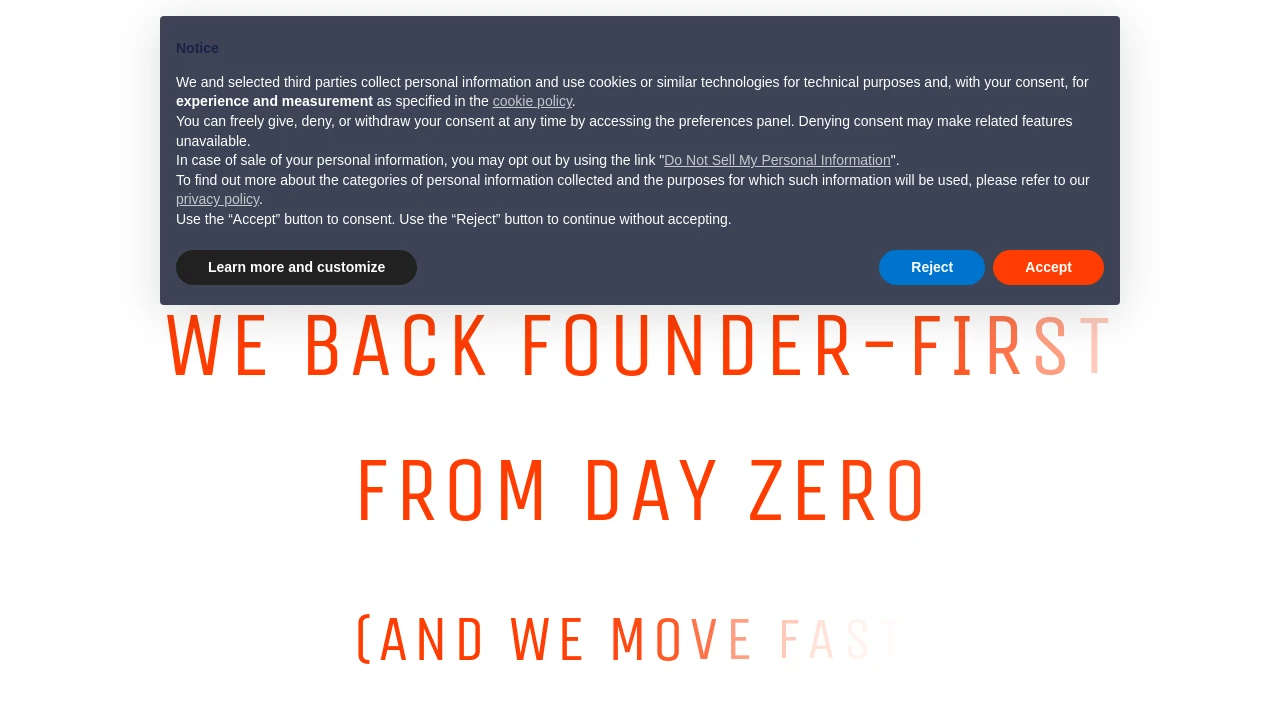 Notice
We and selected third parties collect personal information and use cookies or similar technologies for technical purposes and, with your consent, for
experience and measurement as specified in the cookie policy.
You can freely give, deny, or withdraw your consent at any time by accessing the preferences panel. Denying consent may make related features
unavailable.
In case of sale of your personal information, you may opt out by using the link "Do Not Sell My Personal Information".
To find out more about the categories of personal information collected and the purposes for which such information will be used, please refer to our
privacy policy.
Use the “Accept” button to consent. Use the “Reject” button to continue without accepting.
Learn more and customize
Reject
Accept
WE BACK FOUNDER-FIRST
FROM DAY ZERO
(AND WE MOVE FAST